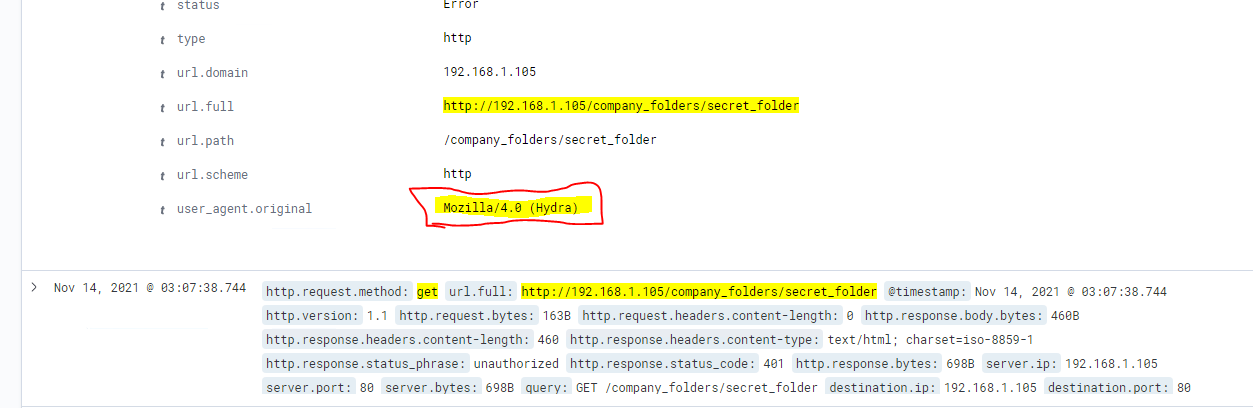 t status Error
t type http
t url.domain 192.168.1.105
t url.full http://192.168.1.105/company_folders/secret_folder
t url.path /company_folders/secret_folder
t url.scheme http
t user_agent.original Mozilla/4.0 (Hydra)
> Nov 14, 2021 @ 03:07:38.744 http.request.method: get url.full: http://192.168.1.105/company_folders/secret_folder @timestamp: Nov 14, 2021 @ 03:07:38.744
http.version: 1.1 http.request.bytes: 163B http.request.headers.content-length: 0 http.response.body.bytes: 460B
http.response.headers.content-length: 460 http.response.headers.content-type: text/html; charset=iso-8859-1
http.response.status_phrase: unauthorized http.response.status_code: 401 http.response.bytes: 698B server.ip: 192.168.1.105
server.port: 80 server.bytes: 698B query: GET /company_folders/secret_folder destination.ip: 192.168.1.105 destination.port: 80